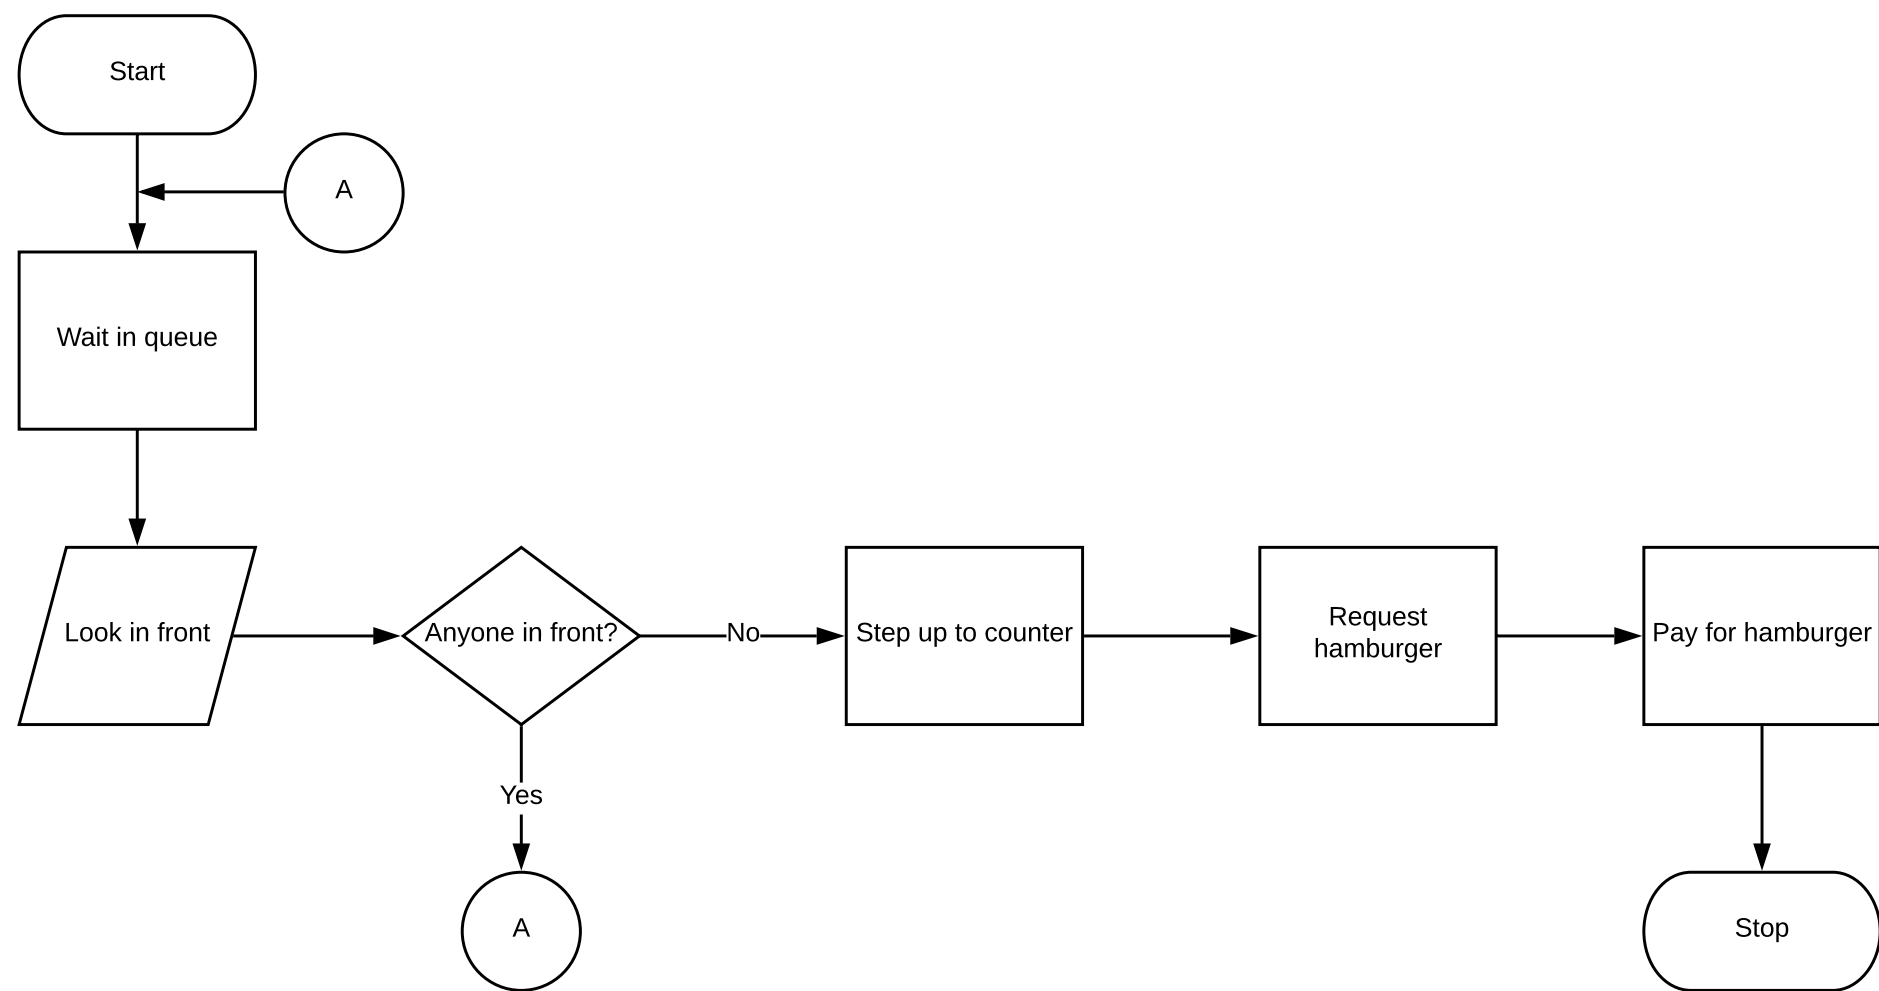 Start
A
Wait in queue
Look in front
Anyone in front?
No
Step up to counter
Request
hamburger
Pay for hamburger
Yes
A
Stop